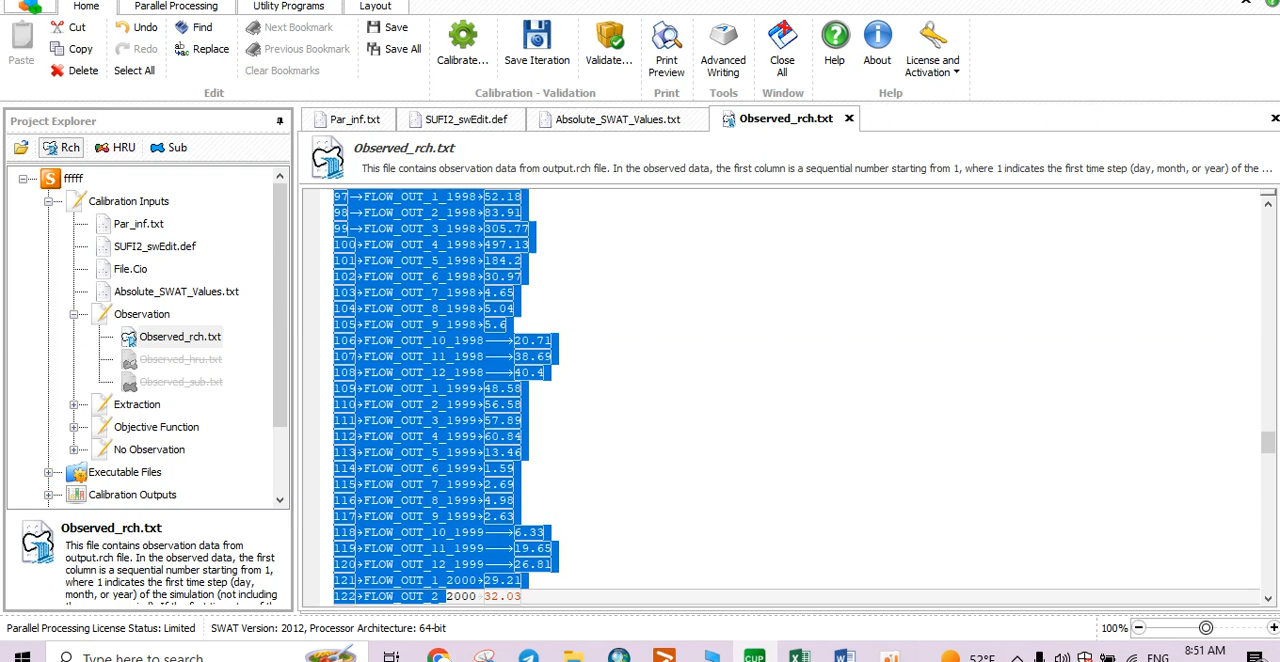 Home Parallel Processing Utility Programs Layout
Paste
Cut
Copy
Delete
Undo
Redo
Select All
Find
Replace
Next Bookmark
Previous Bookmark
Clear Bookmarks
Save
Save All
Calibrate...
Save Iteration
Validate...
Print Preview
Advanced Writing
Close All
Help
About
License and Activation
Edit
Calibration - Validation
Print
Tools
Window
Help
Project Explorer
Rch HRU Sub
fffff
Calibration Inputs
Par_inf.txt
SUFI2_swEdit.def
File.Cio
Absolute_SWAT_Values.txt
Observation
Observed_rch.txt
Observed_hru.txt
Observed_sub.txt
Extraction
Objective Function
No Observation
Executable Files
Calibration Outputs
Observed_rch.txt
This file contains observation data from
output.rch file. In the observed data, the first
column is a sequential number starting from 1,
where 1 indicates the first time step (day,
month, or year) of the simulation (not including
Par_inf.txt SUFI2_swEdit.def Absolute_SWAT_Values.txt Observed_rch.txt
Observed_rch.txt
This file contains observation data from output.rch file. In the observed data, the first column is a sequential number starting from 1, where 1 indicates the first time step (day, month, or year) of the ...
97→FLOW_OUT_1_1998→52.18
98→FLOW_OUT_2_1998→83.91
99→FLOW_OUT_3_1998→305.77
100→FLOW_OUT_4_1998→497.13
101→FLOW_OUT_5_1998→184.2
102→FLOW_OUT_6_1998→30.97
103→FLOW_OUT_7_1998→4.65
104→FLOW_OUT_8_1998→5.04
105→FLOW_OUT_9_1998→5.6
106→FLOW_OUT_10_1998→20.71
107→FLOW_OUT_11_1998→38.69
108→FLOW_OUT_12_1998→40.4
109→FLOW_OUT_1_1999→48.58
110→FLOW_OUT_2_1999→56.58
111→FLOW_OUT_3_1999→57.89
112→FLOW_OUT_4_1999→60.84
113→FLOW_OUT_5_1999→13.46
114→FLOW_OUT_6_1999→1.59
115→FLOW_OUT_7_1999→2.69
116→FLOW_OUT_8_1999→4.98
117→FLOW_OUT_9_1999→2.63
118→FLOW_OUT_10_1999→6.33
119→FLOW_OUT_11_1999→19.65
120→FLOW_OUT_12_1999→26.81
121→FLOW_OUT_1_2000→29.21
122→FLOW_OUT_2_2000→32.03
Parallel Processing License Status: Limited SWAT Version: 2012, Processor Architecture: 64-bit 100%
Type here to search CUP 52°F ENG 8:51 AM